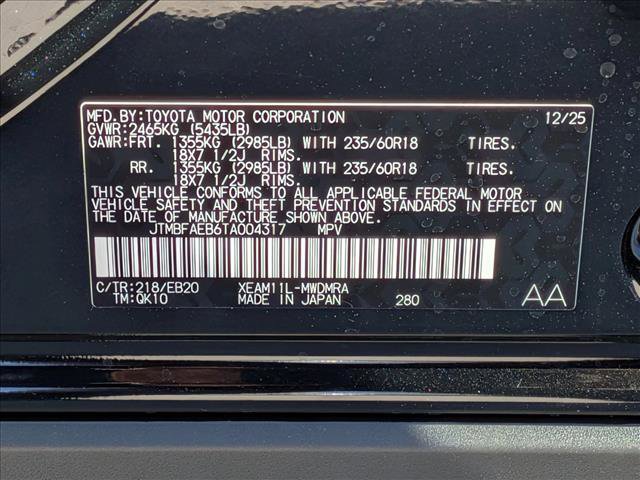 MFD.BY:TOYOTA MOTOR CORPORATION 12/25
GVWR:2465KG (5435LB)
GAWR:FRT. 1355KG (2985LB) WITH 235/60R18 TIRES.
18X7 1/2J RIMS.
RR. 1355KG (2985LB) WITH 235/60R18 TIRES.
18X7 1/2J RIMS.
THIS VEHICLE CONFORMS TO ALL APPLICABLE FEDERAL MOTOR
VEHICLE SAFETY AND THEFT PREVENTION STANDARDS IN EFFECT ON
THE DATE OF MANUFACTURE SHOWN ABOVE.
JTMBFAEB6TA004317 MPV
C/TR:218/EB20 XEAM11L-MWDMRA
TM:QK10 MADE IN JAPAN 280 AA